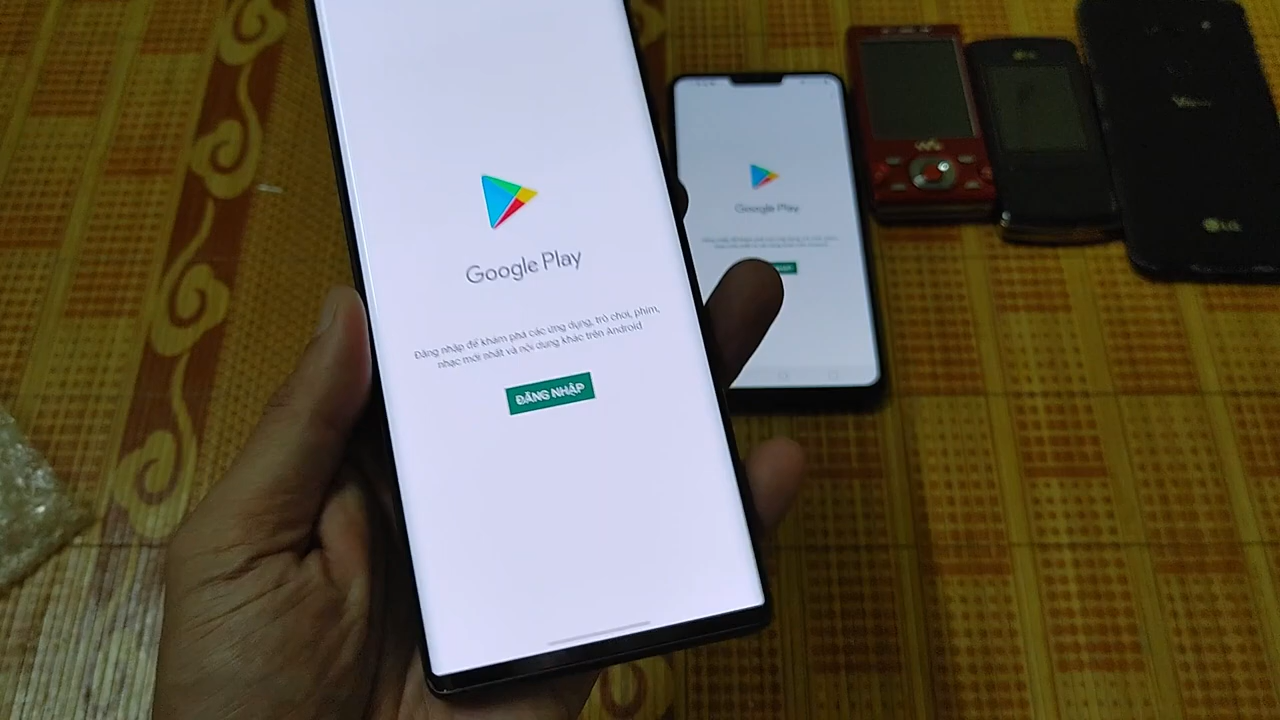 Google Play
Đăng nhập để khám phá các ứng dụng, trò chơi, phim,
nhạc mới nhất và nội dung khác trên Android
ĐĂNG NHẬP
Google Play
LG
LG